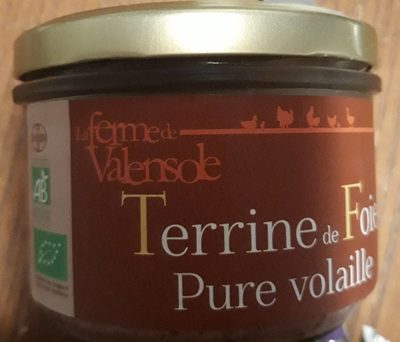 La ferme de
Valensole
AB
Terrine de Foie
Pure volaille